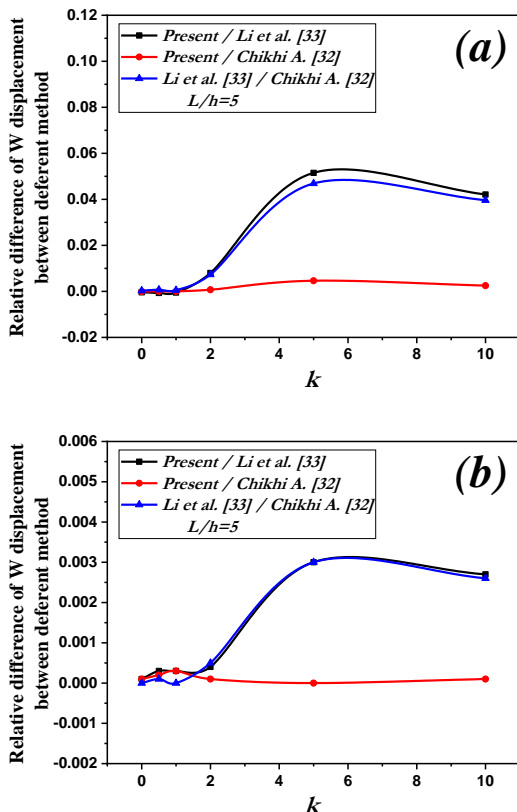 (a)
Present / Li et al. [33]
Present / Chikhi A. [32]
Li et al. [33] / Chikhi A. [32]
L/h=5
Relative difference of W displacement
between deferent method
0.12
0.10
0.08
0.06
0.04
0.02
0.00
-0.02
0 2 4 6 8 10
k
(b)
Present / Li et al. [33]
Present / Chikhi A. [32]
Li et al. [33] / Chikhi A. [32]
L/h=5
Relative difference of W displacement
between deferent method
0.006
0.005
0.004
0.003
0.002
0.001
0.000
-0.001
-0.002
0 2 4 6 8 10
k